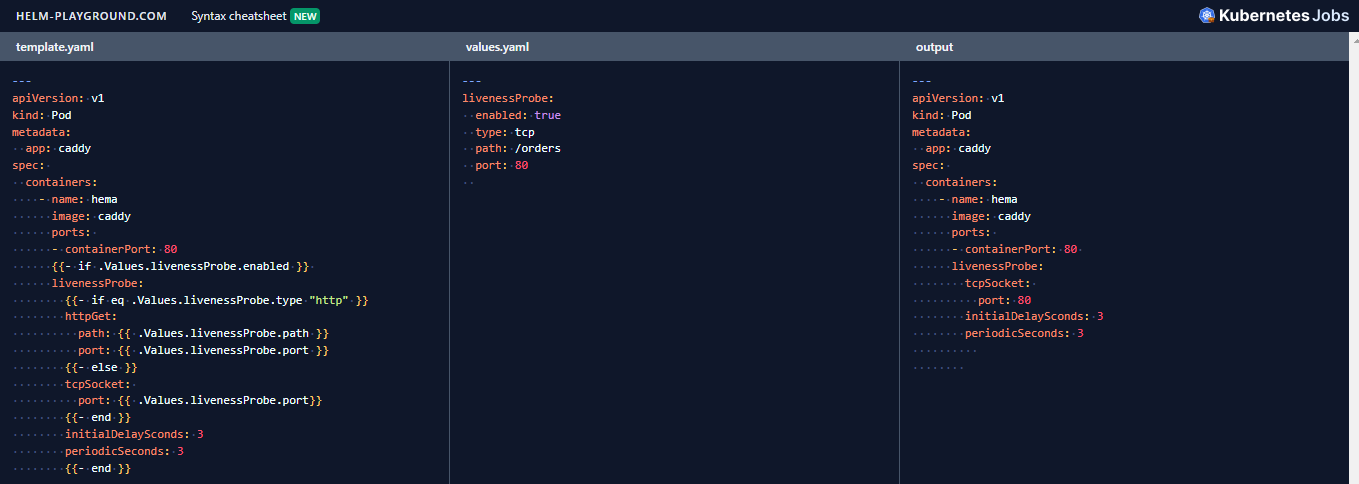 HELM-PLAYGROUND.COM Syntax cheatsheet NEW KubernetesJobs
template.yaml
---
apiVersion: v1
kind: Pod
metadata:
  app: caddy
spec:
  containers:
    - name: hema
      image: caddy
      ports:
      - containerPort: 80
      {{- if .Values.livenessProbe.enabled }}
      livenessProbe:
        {{- if eq .Values.livenessProbe.type "http" }}
        httpGet:
          path: {{ .Values.livenessProbe.path }}
          port: {{ .Values.livenessProbe.port }}
        {{- else }}
        tcpSocket:
          port: {{ .Values.livenessProbe.port}}
        {{- end }}
        initialDelaySconds: 3
        periodicSeconds: 3
        {{- end }}
values.yaml
---
livenessProbe:
  enabled: true
  type: tcp
  path: /orders
  port: 80
output
---
apiVersion: v1
kind: Pod
metadata:
  app: caddy
spec:
  containers:
    - name: hema
      image: caddy
      ports:
      - containerPort: 80
      livenessProbe:
        tcpSocket:
          port: 80
        initialDelaySconds: 3
        periodicSeconds: 3